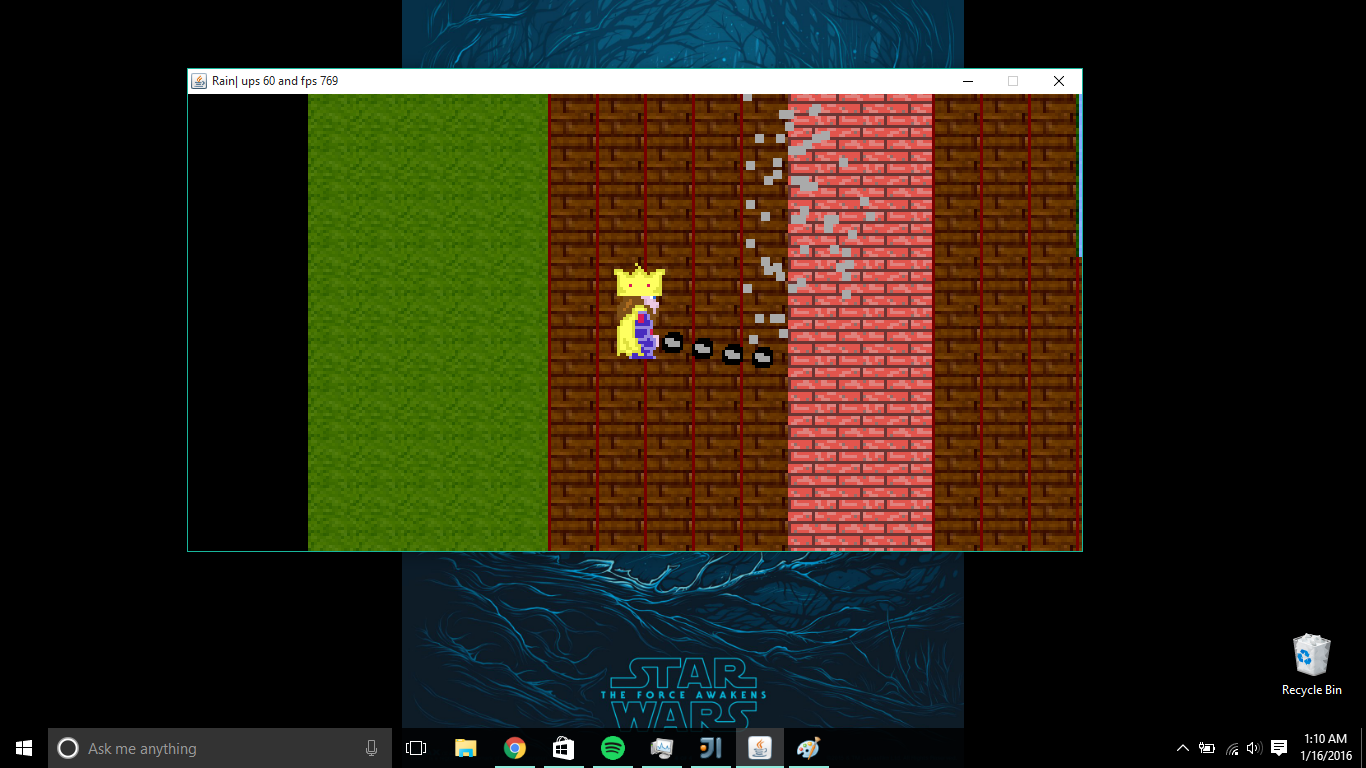 Rain| ups 60 and fps 769
STAR
THE FORCE AWAKENS
WARS
Recycle Bin
Ask me anything
JI
1:10 AM
1/16/2016